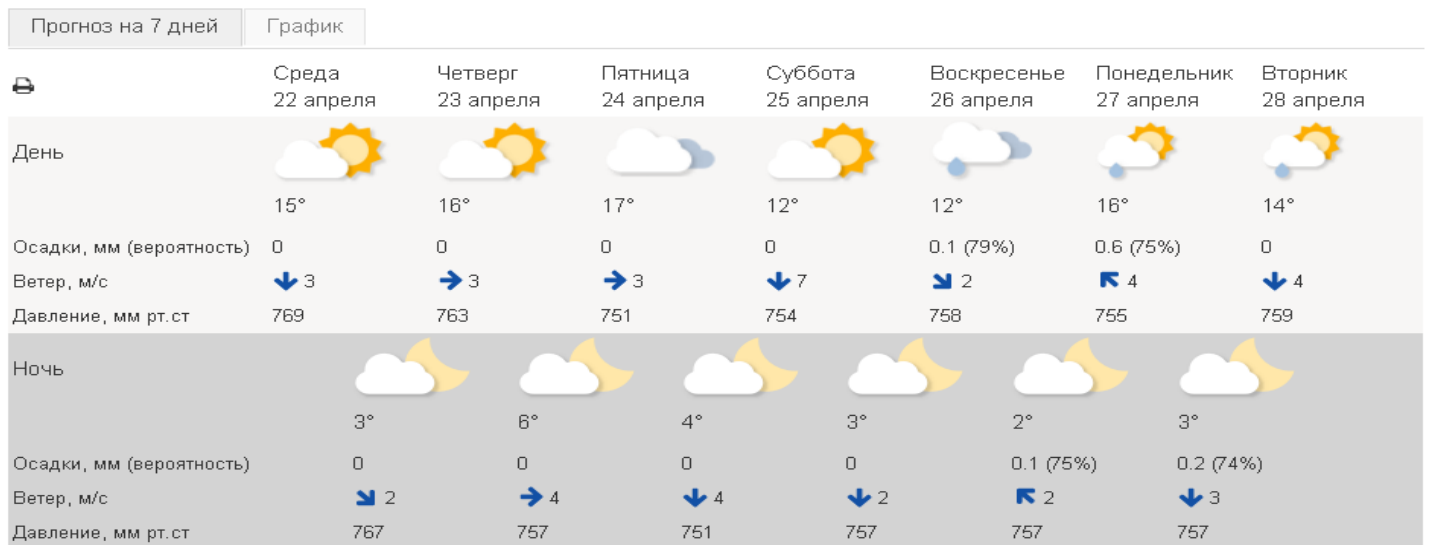 Прогноз на 7 дней График
Среда Четверг Пятница Суббота Воскресенье Понедельник Вторник
22 апреля 23 апреля 24 апреля 25 апреля 26 апреля 27 апреля 28 апреля
День
15° 16° 17° 12° 12° 16° 14°
Осадки, мм (вероятность) 0 0 0 0 0.1 (79%) 0.6 (75%) 0
Ветер, м/с 3 3 3 7 2 4 4
Давление, мм рт.ст 769 763 751 754 758 755 759
Ночь
3° 6° 4° 3° 2° 3°
Осадки, мм (вероятность) 0 0 0 0 0.1 (75%) 0.2 (74%)
Ветер, м/с 2 4 4 2 2 3
Давление, мм рт.ст 767 757 751 757 757 757